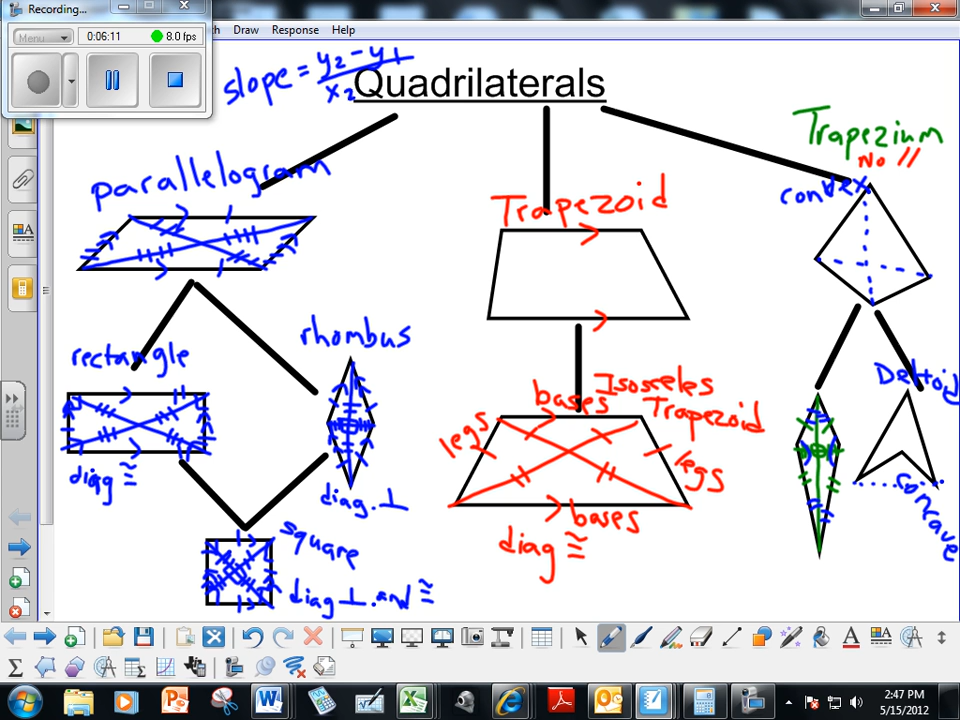 Recording...
Menu
0:06:11
8.0 fps
Draw Response Help
slope = y2-y1
x2
Quadrilaterals
Trapezium
No //
convex
parallelogram
Trapezoid
rectangle
rhombus
Deltoid
Isosceles
Trapezoid
bases
legs
legs
diag ≅
diag. ⊥
concave
bases
diag ≅
square
diag ⊥ and ≅
2:47 PM
5/15/2012